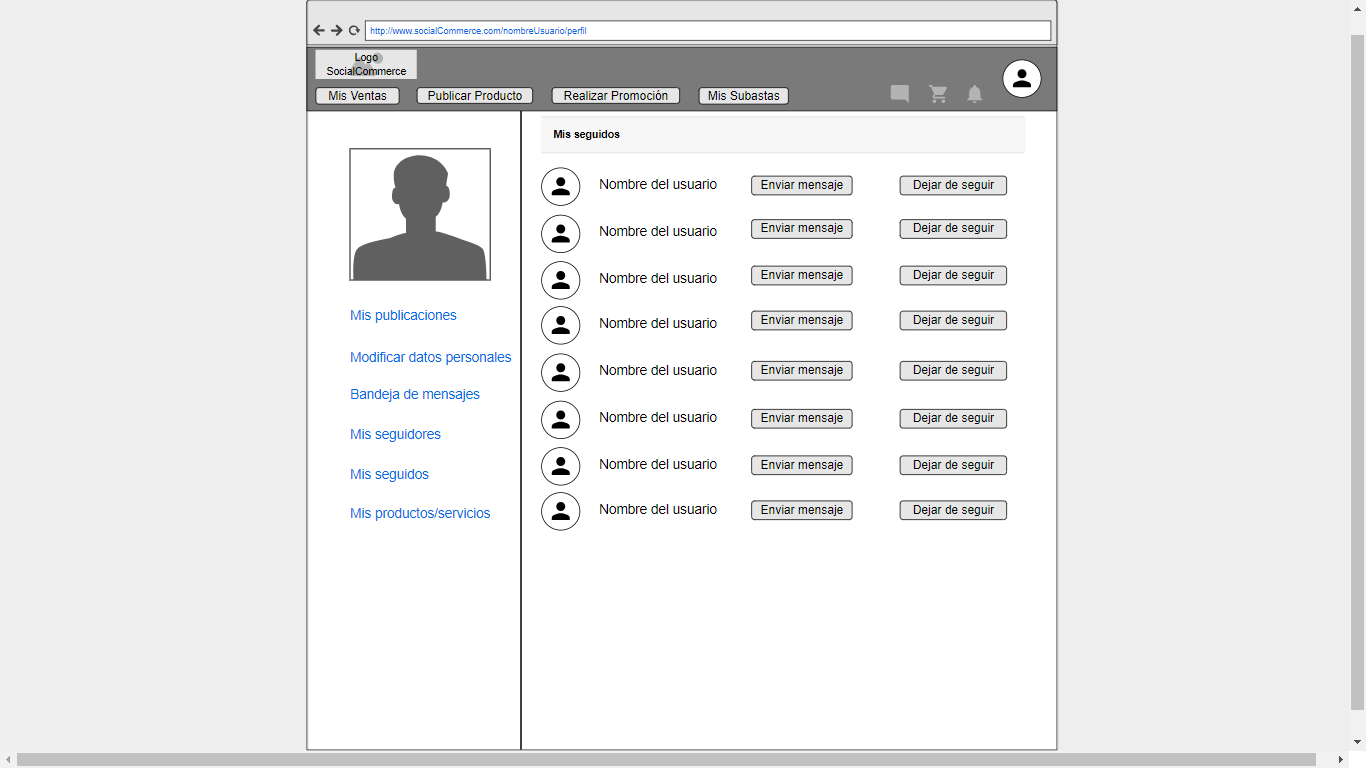 http://www.socialCommerce.com/nombreUsuario/perfil
Logo
SocialCommerce
Mis Ventas
Publicar Producto
Realizar Promoción
Mis Subastas
Mis publicaciones
Modificar datos personales
Bandeja de mensajes
Mis seguidores
Mis seguidos
Mis productos/servicios
Mis seguidos
Nombre del usuario Enviar mensaje Dejar de seguir
Nombre del usuario Enviar mensaje Dejar de seguir
Nombre del usuario Enviar mensaje Dejar de seguir
Nombre del usuario Enviar mensaje Dejar de seguir
Nombre del usuario Enviar mensaje Dejar de seguir
Nombre del usuario Enviar mensaje Dejar de seguir
Nombre del usuario Enviar mensaje Dejar de seguir
Nombre del usuario Enviar mensaje Dejar de seguir